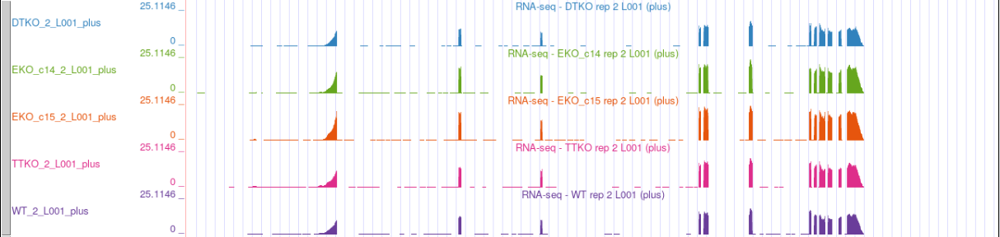 25.1146 _ RNA-seq - DTKO rep 2 L001 (plus)
DTKO_2_L001_plus
0 _
25.1146 _ RNA-seq - EKO_c14 rep 2 L001 (plus)
EKO_c14_2_L001_plus
0 _
25.1146 _ RNA-seq - EKO_c15 rep 2 L001 (plus)
EKO_c15_2_L001_plus
0 _
25.1146 _ RNA-seq - TTKO rep 2 L001 (plus)
TTKO_2_L001_plus
0 _
25.1146 _ RNA-seq - WT rep 2 L001 (plus)
WT_2_L001_plus
0 _